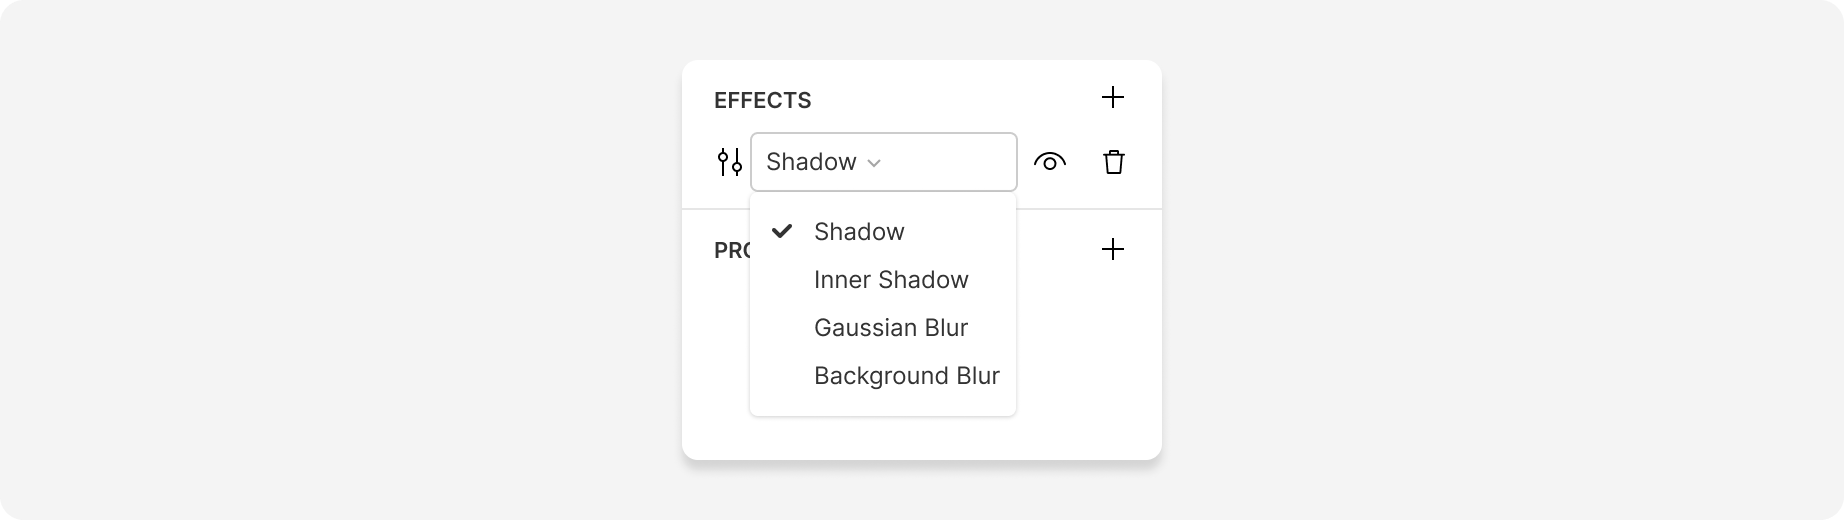 EFFECTS
Shadow
Shadow
PRO
Inner Shadow
Gaussian Blur
Background Blur